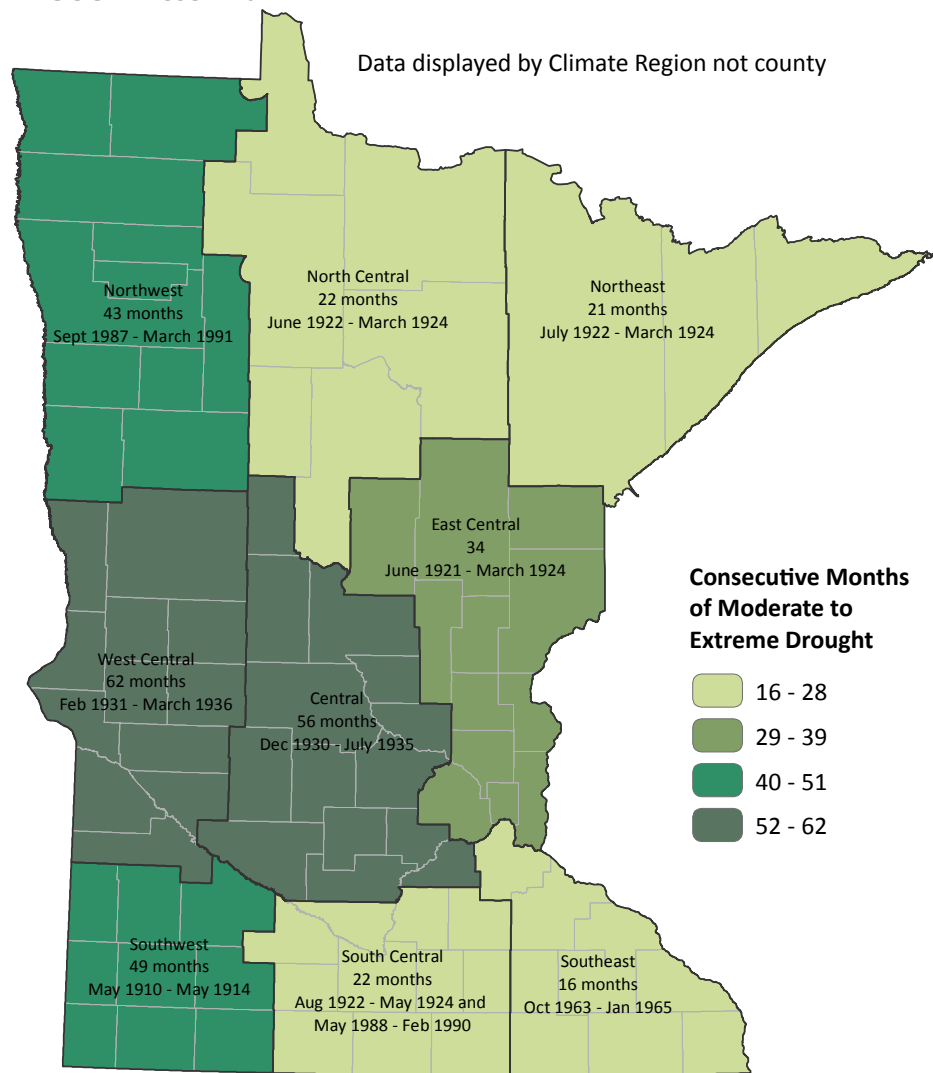 Data displayed by Climate Region not county
North Central
22 months
June 1922 - March 1924
Northeast
21 months
July 1922 - March 1924
Northwest
43 months
Sept 1987 - March 1991
East Central
34
June 1921 - March 1924
West Central
62 months
Feb 1931 - March 1936
Central
56 months
Dec 1930 - July 1935
Consecutive Months
of Moderate to
Extreme Drought
16 - 28
29 - 39
40 - 51
52 - 62
Southwest
49 months
May 1910 - May 1914
South Central
22 months
Aug 1922 - May 1924 and
May 1988 - Feb 1990
Southeast
16 months
Oct 1963 - Jan 1965